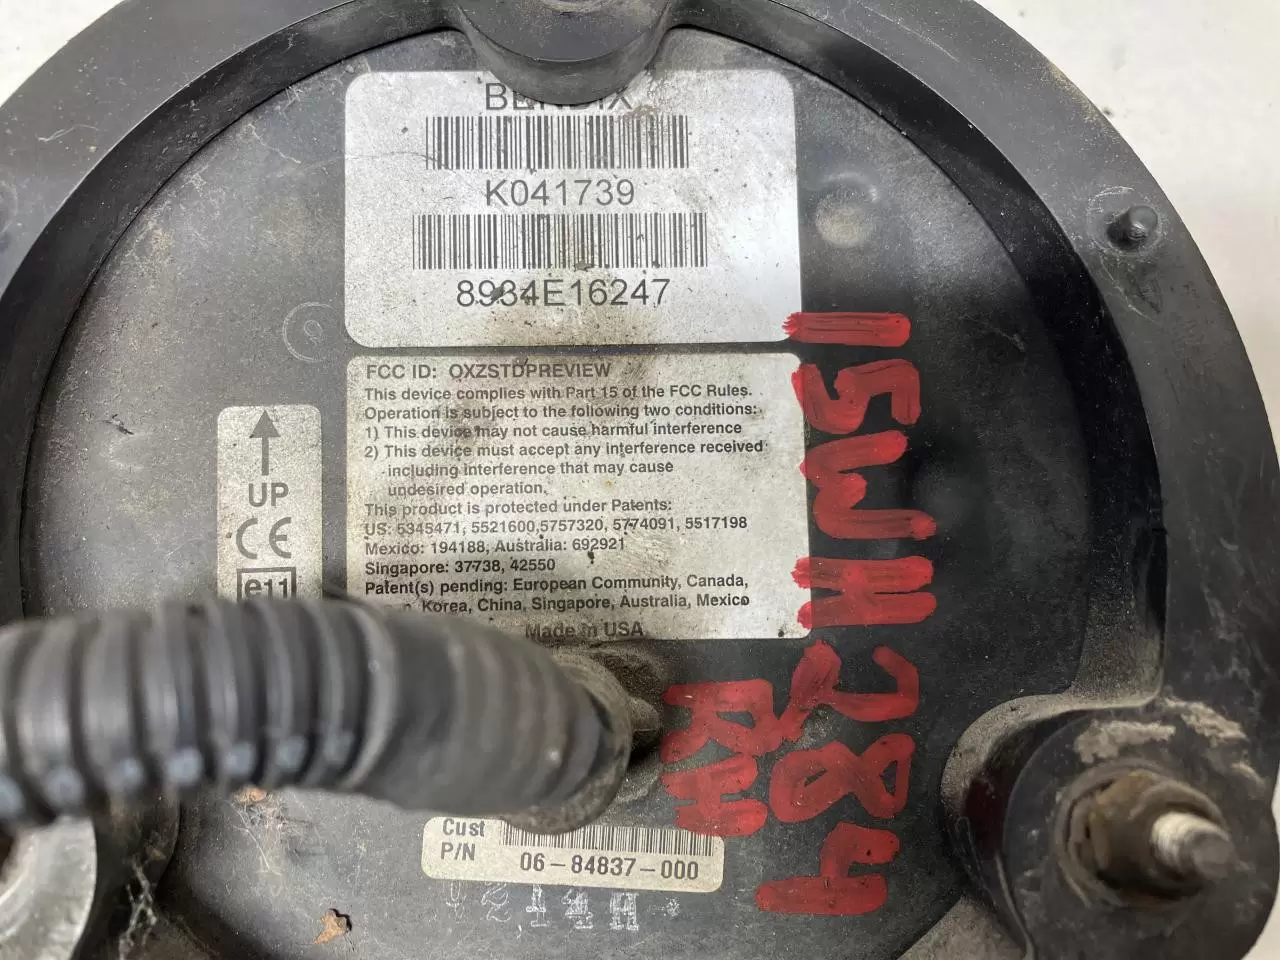 BENDIX
K041739
8934E16247
FCC ID: OXZSTDPREVIEW
This device complies with Part 15 of the FCC Rules.
Operation is subject to the following two conditions:
1) This device may not cause harmful interference
2) This device must accept any interference received
including interference that may cause
undesired operation.
This product is protected under Patents:
US: 5345471, 5521600,5757320, 5774091, 5517198
Mexico: 194188, Australia: 692921
Singapore: 37738, 42550
Patent(s) pending: European Community, Canada,
Korea, China, Singapore, Australia, Mexico
Made in USA
UP
CE
e11
Cust
P/N
06-84837-000
RH